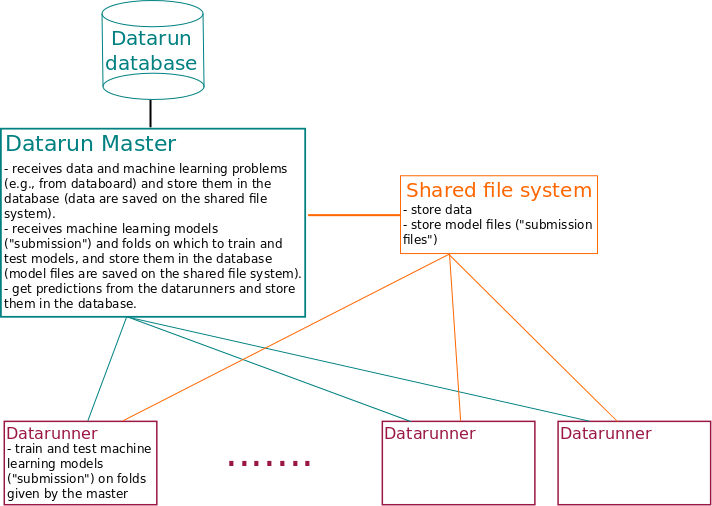 Datarun
database
Datarun Master
- receives data and machine learning problems
(e.g., from databoard) and store them in the
database (data are saved on the shared file
system).
- receives machine learning models
("submission") and folds on which to train and
test models, and store them in the database
(model files are saved on the shared file system).
- get predictions from the datarunners and store
them in the database.
Shared file system
- store data
- store model files ("submission
files")
Datarunner
- train and test machine
learning models
("submission") on folds
given by the master
.......
Datarunner
Datarunner